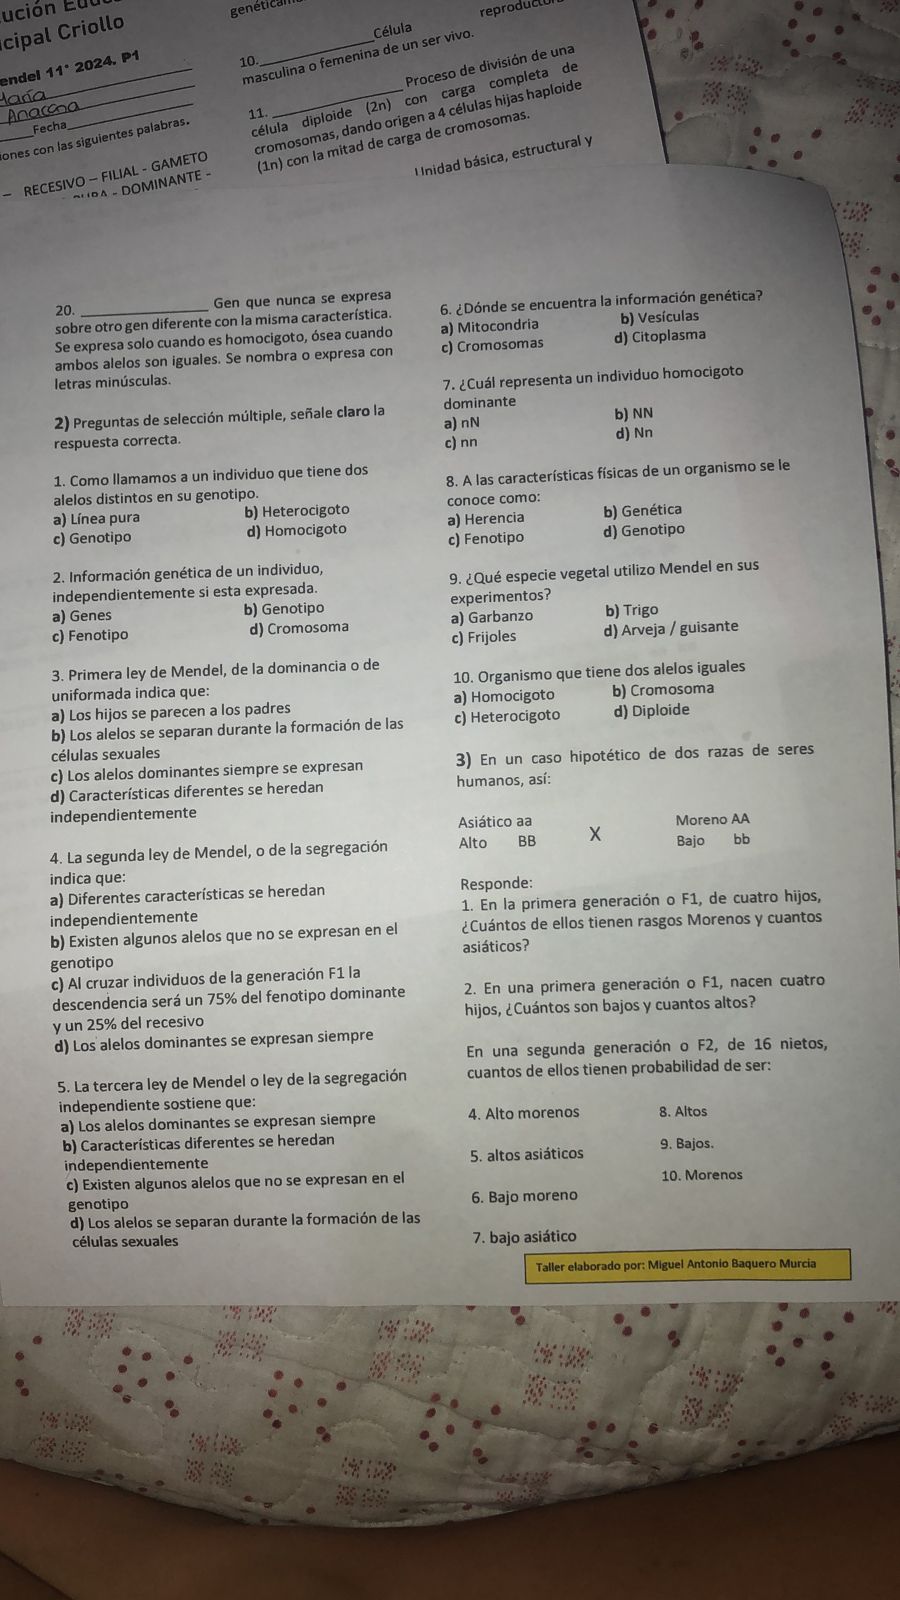 ución Edu
cipal Criollo
endel 11° 2024. P1
María
Anacona
Fecha
iones con las siguientes palabras.
– RECESIVO – FILIAL - GAMETO
- DOMINANTE -
genética
10.____________Célula reproductora
masculina o femenina de un ser vivo.
11. ____________ Proceso de división de una
célula diploide (2n) con carga completa de
cromosomas, dando origen a 4 células hijas haploide
(1n) con la mitad de carga de cromosomas.
Unidad básica, estructural y
20. ____________ Gen que nunca se expresa
sobre otro gen diferente con la misma característica.
Se expresa solo cuando es homocigoto, ósea cuando
ambos alelos son iguales. Se nombra o expresa con
letras minúsculas.
2) Preguntas de selección múltiple, señale claro la
respuesta correcta.
1. Como llamamos a un individuo que tiene dos
alelos distintos en su genotipo.
a) Línea pura b) Heterocigoto
c) Genotipo d) Homocigoto
2. Información genética de un individuo,
independientemente si esta expresada.
a) Genes b) Genotipo
c) Fenotipo d) Cromosoma
3. Primera ley de Mendel, de la dominancia o de
uniformada indica que:
a) Los hijos se parecen a los padres
b) Los alelos se separan durante la formación de las
células sexuales
c) Los alelos dominantes siempre se expresan
d) Características diferentes se heredan
independientemente
4. La segunda ley de Mendel, o de la segregación
indica que:
a) Diferentes características se heredan
independientemente
b) Existen algunos alelos que no se expresan en el
genotipo
c) Al cruzar individuos de la generación F1 la
descendencia será un 75% del fenotipo dominante
y un 25% del recesivo
d) Los alelos dominantes se expresan siempre
5. La tercera ley de Mendel o ley de la segregación
independiente sostiene que:
a) Los alelos dominantes se expresan siempre
b) Características diferentes se heredan
independientemente
c) Existen algunos alelos que no se expresan en el
genotipo
d) Los alelos se separan durante la formación de las
células sexuales
6. ¿Dónde se encuentra la información genética?
a) Mitocondria b) Vesículas
c) Cromosomas d) Citoplasma
7. ¿Cuál representa un individuo homocigoto
dominante
a) nN b) NN
c) nn d) Nn
8. A las características físicas de un organismo se le
conoce como:
a) Herencia b) Genética
c) Fenotipo d) Genotipo
9. ¿Qué especie vegetal utilizo Mendel en sus
experimentos?
a) Garbanzo b) Trigo
c) Frijoles d) Arveja / guisante
10. Organismo que tiene dos alelos iguales
a) Homocigoto b) Cromosoma
c) Heterocigoto d) Diploide
3) En un caso hipotético de dos razas de seres
humanos, así:
Asiático aa X Moreno AA
Alto BB Bajo bb
Responde:
1. En la primera generación o F1, de cuatro hijos,
¿Cuántos de ellos tienen rasgos Morenos y cuantos
asiáticos?
2. En una primera generación o F1, nacen cuatro
hijos, ¿Cuántos son bajos y cuantos altos?
En una segunda generación o F2, de 16 nietos,
cuantos de ellos tienen probabilidad de ser:
4. Alto morenos 8. Altos
5. altos asiáticos 9. Bajos.
6. Bajo moreno 10. Morenos
7. bajo asiático
Taller elaborado por: Miguel Antonio Baquero Murcia